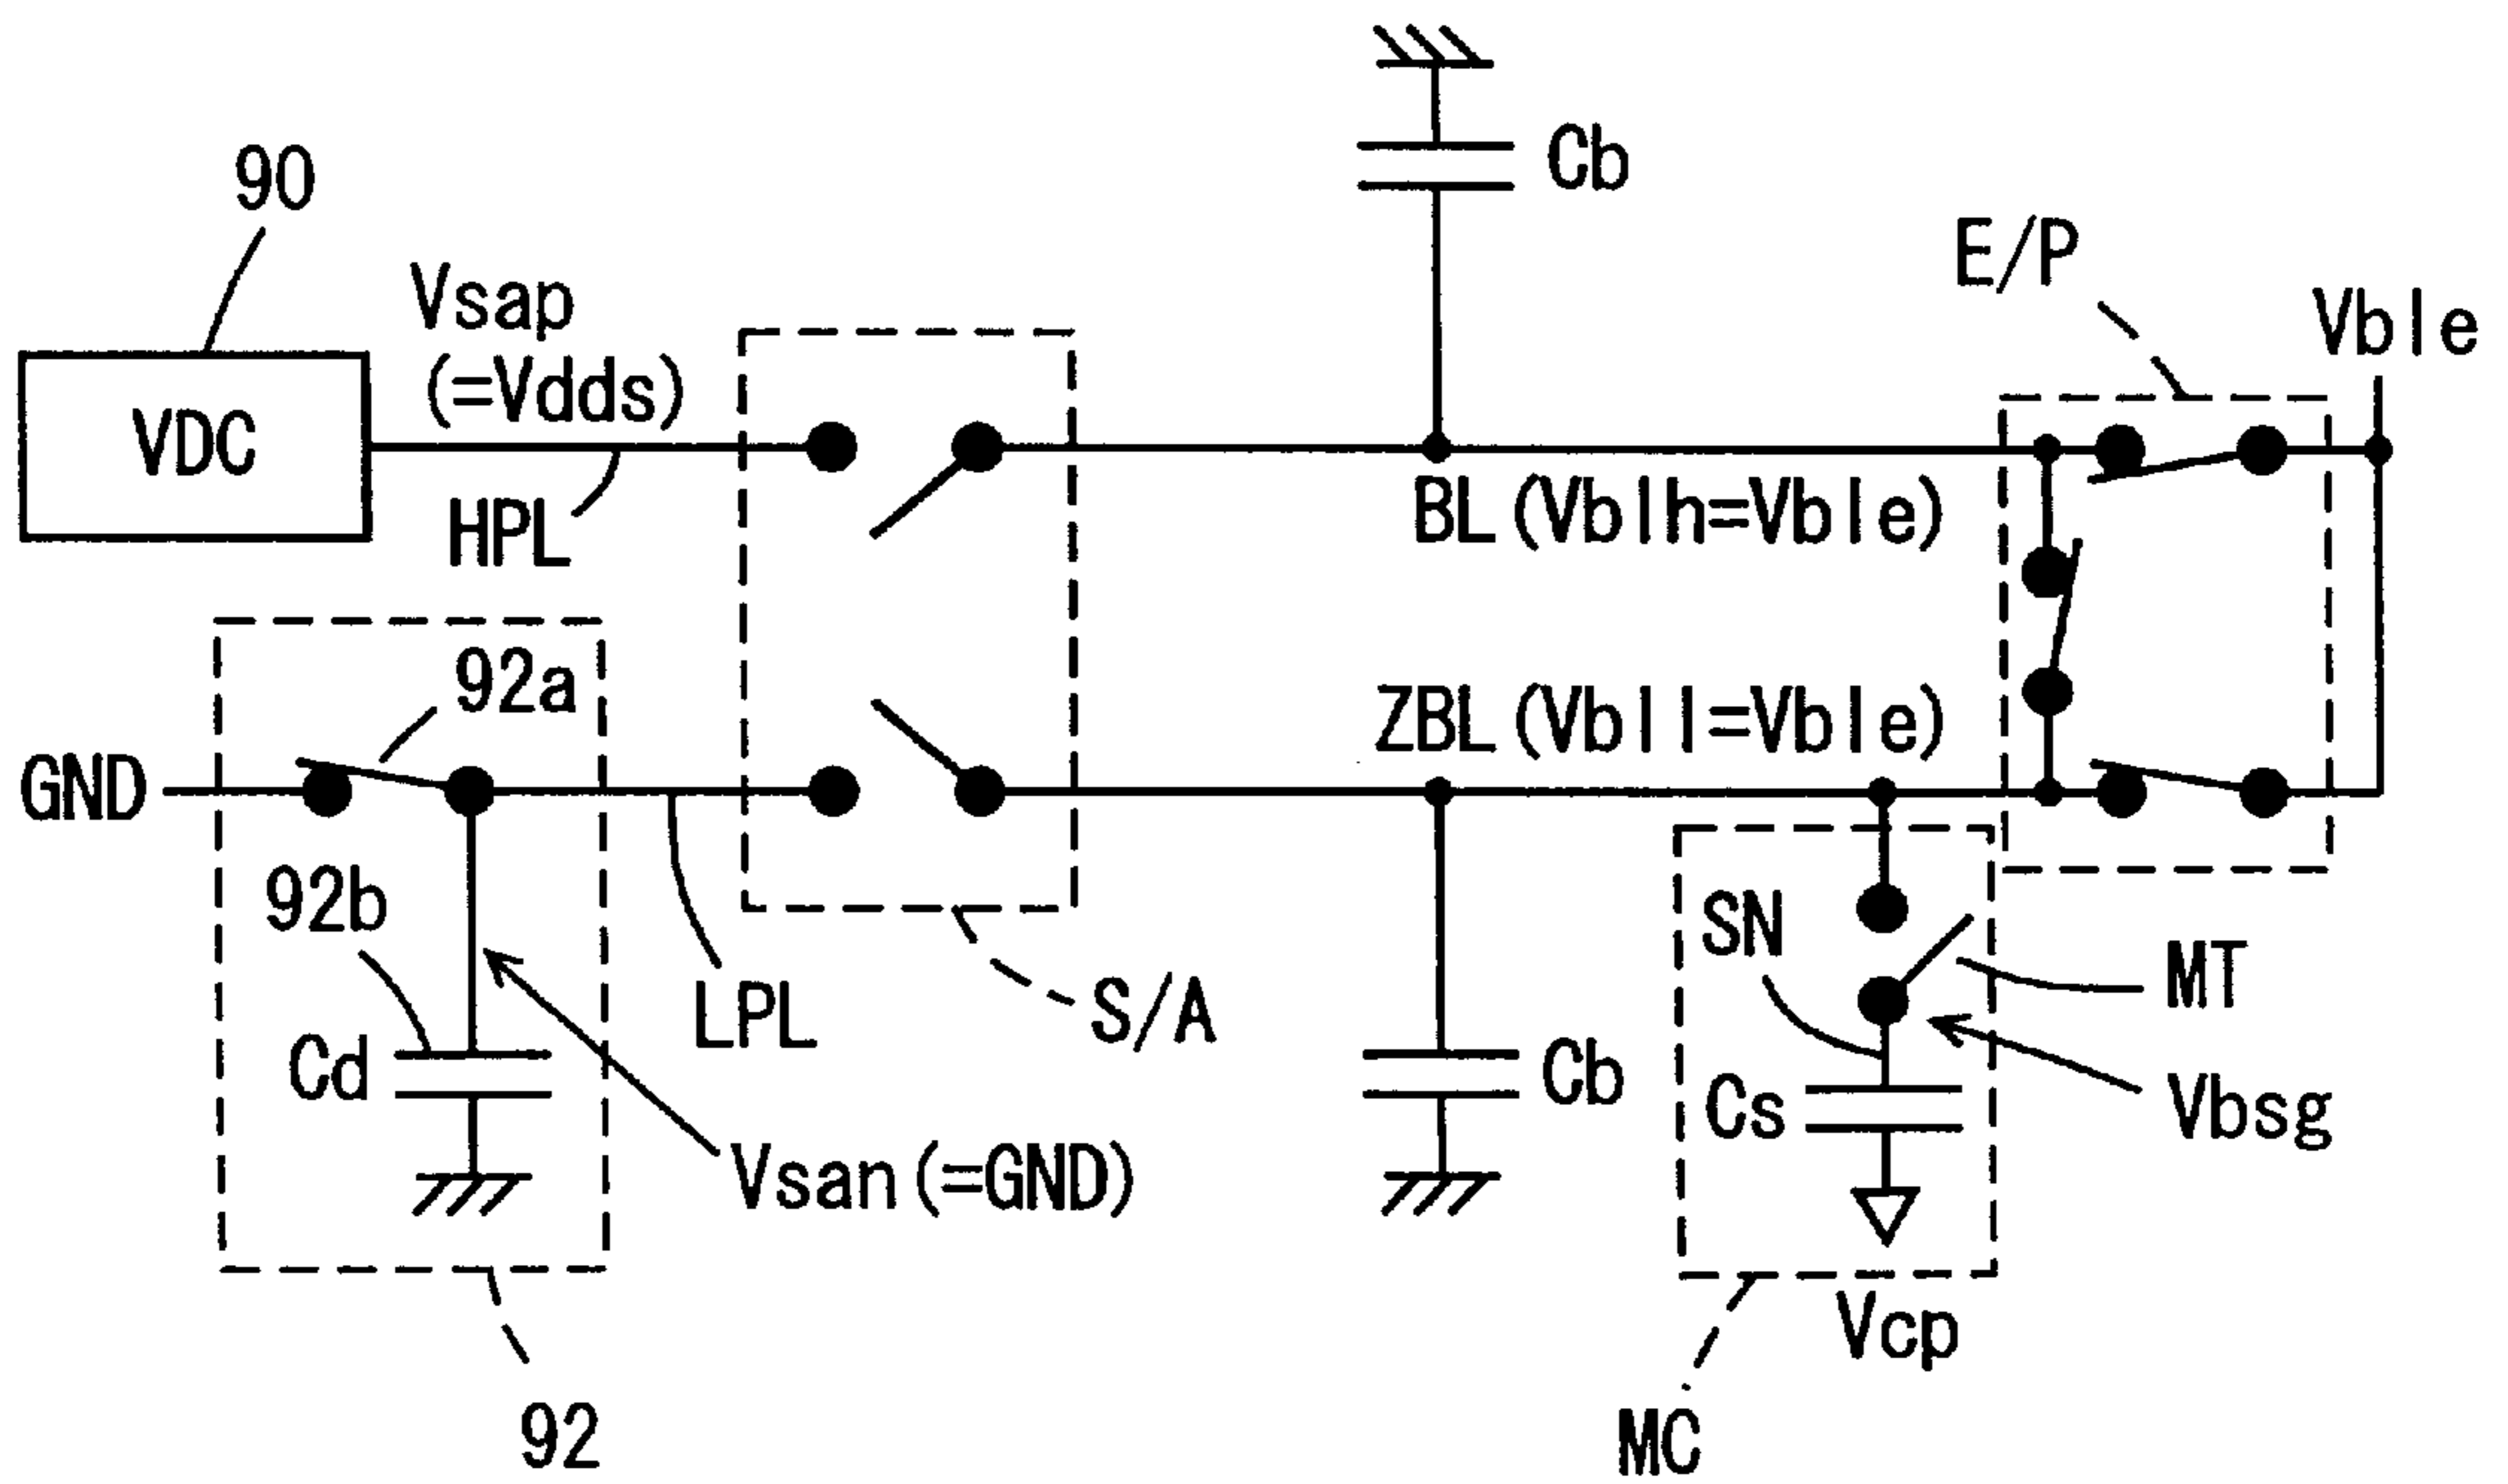 Cb
90
E/P
Vsap
(=Vdds)
Vble
VDC
HPL
BL(Vblh=Vble)
92a
ZBL(Vbll=Vble)
GND
92b
SN
MT
LPL
S/A
Cd
Cb
Cs
Vbsg
Vsan(=GND)
Vcp
92
MC